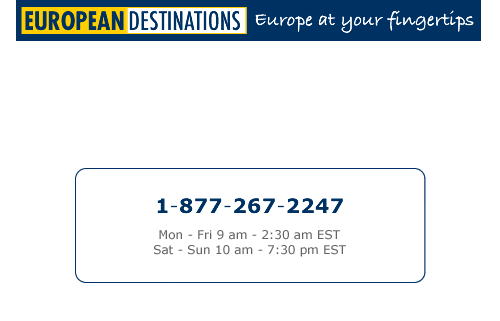 EUROPEAN DESTINATIONS Europe at your fingertips
1-877-267-2247
Mon - Fri 9 am - 2:30 am EST
Sat - Sun 10 am - 7:30 pm EST